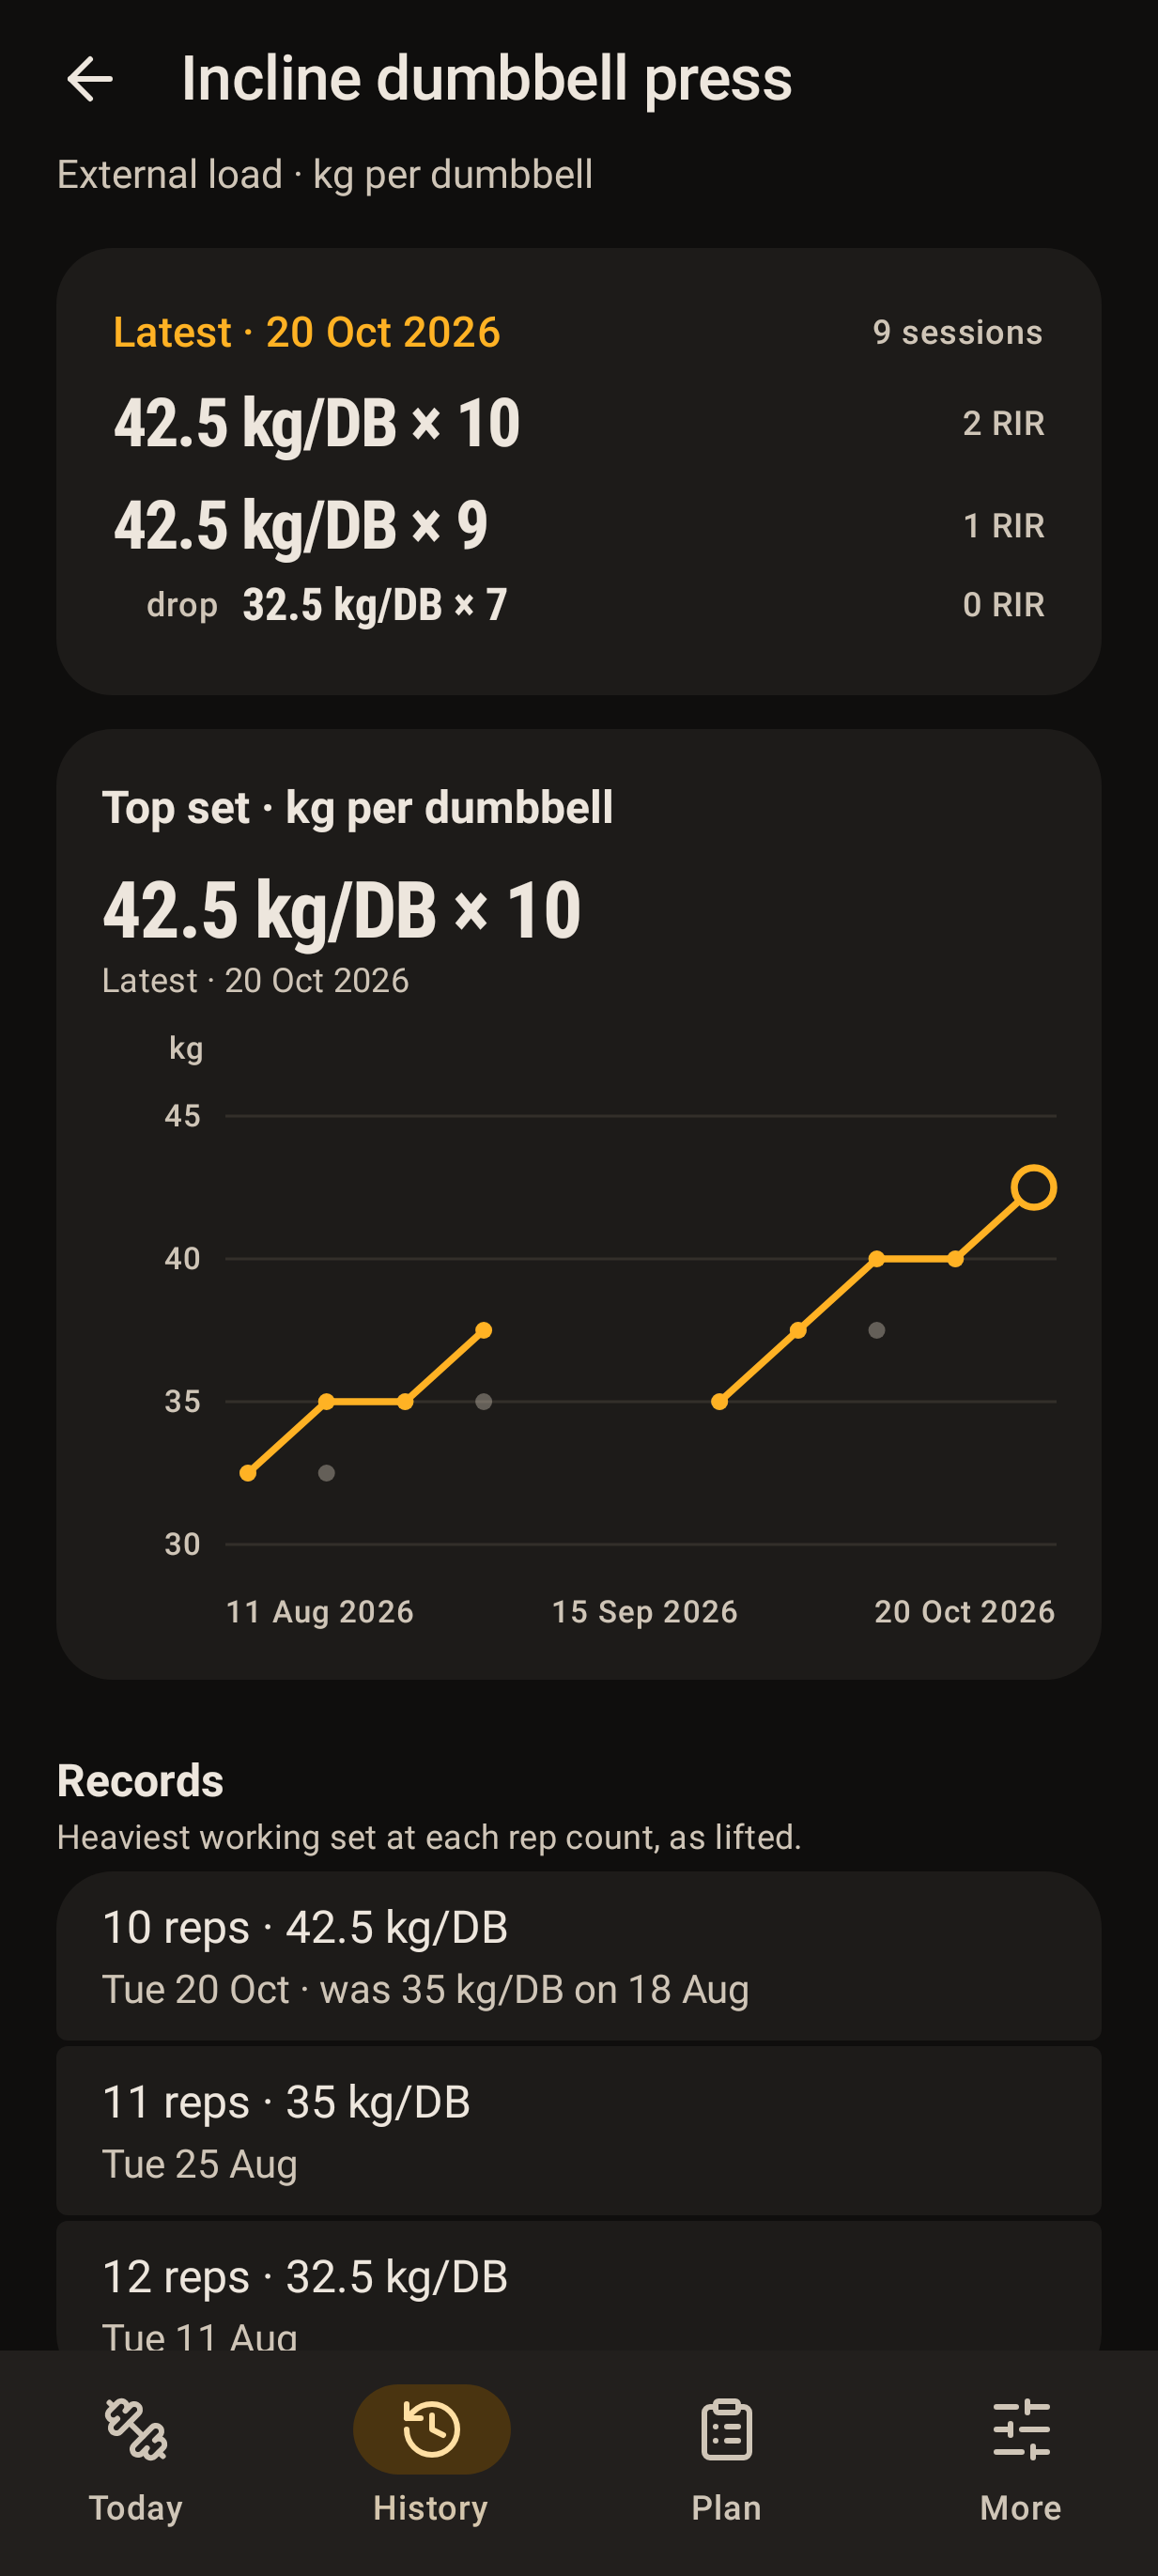 Incline dumbbell press
External load · kg per dumbbell
Latest · 20 Oct 2026
9 sessions
42.5 kg/DB × 10
2 RIR
42.5 kg/DB × 9
1 RIR
drop 32.5 kg/DB × 7
0 RIR
Top set · kg per dumbbell
42.5 kg/DB × 10
Latest · 20 Oct 2026
kg
45
40
35
30
11 Aug 2026
15 Sep 2026
20 Oct 2026
Records
Heaviest working set at each rep count, as lifted.
10 reps · 42.5 kg/DB
Tue 20 Oct · was 35 kg/DB on 18 Aug
11 reps · 35 kg/DB
Tue 25 Aug
12 reps · 32.5 kg/DB
Tue 11 Aug
Today
History
Plan
More